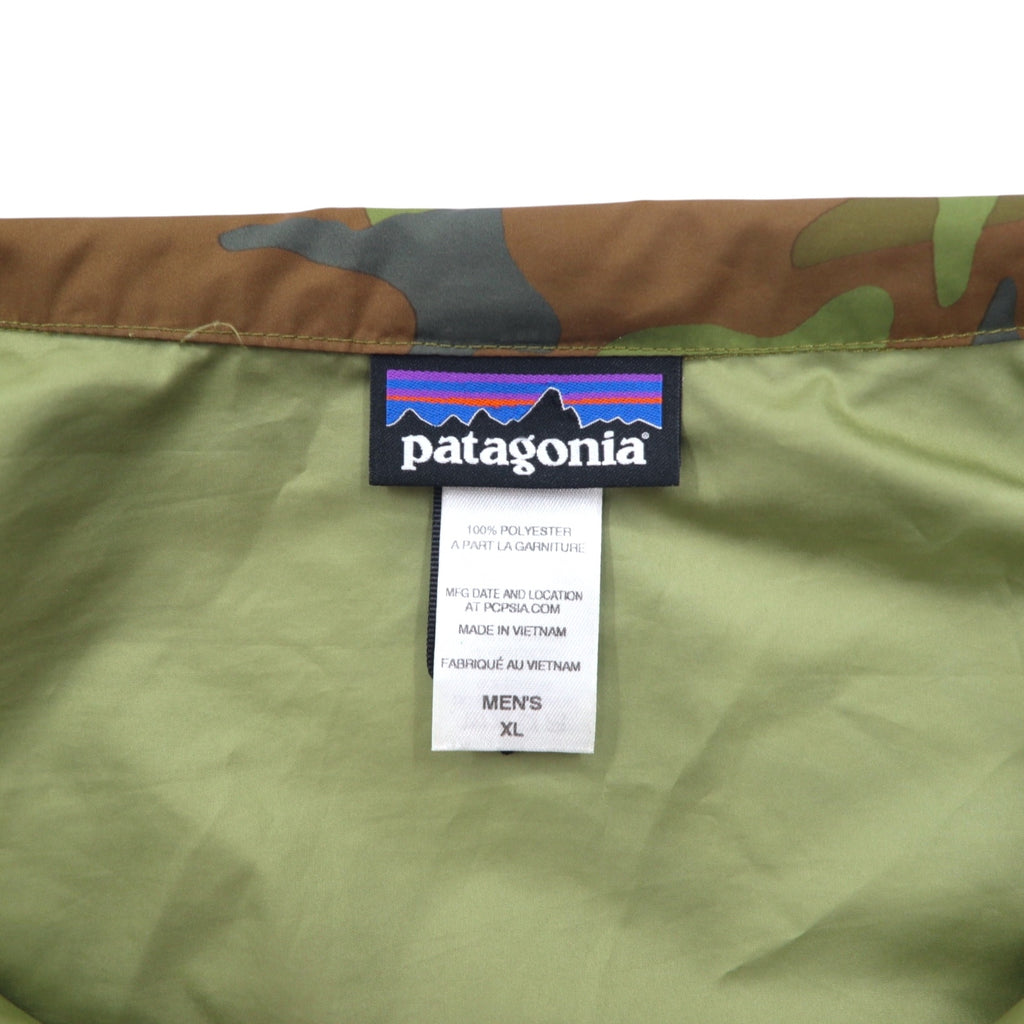 patagonia®
100% POLYESTER
A PART LA GARNITURE
MFG DATE AND LOCATION
AT PCPSIA.COM
MADE IN VIETNAM
FABRIQUÉ AU VIETNAM
MEN'S
XL